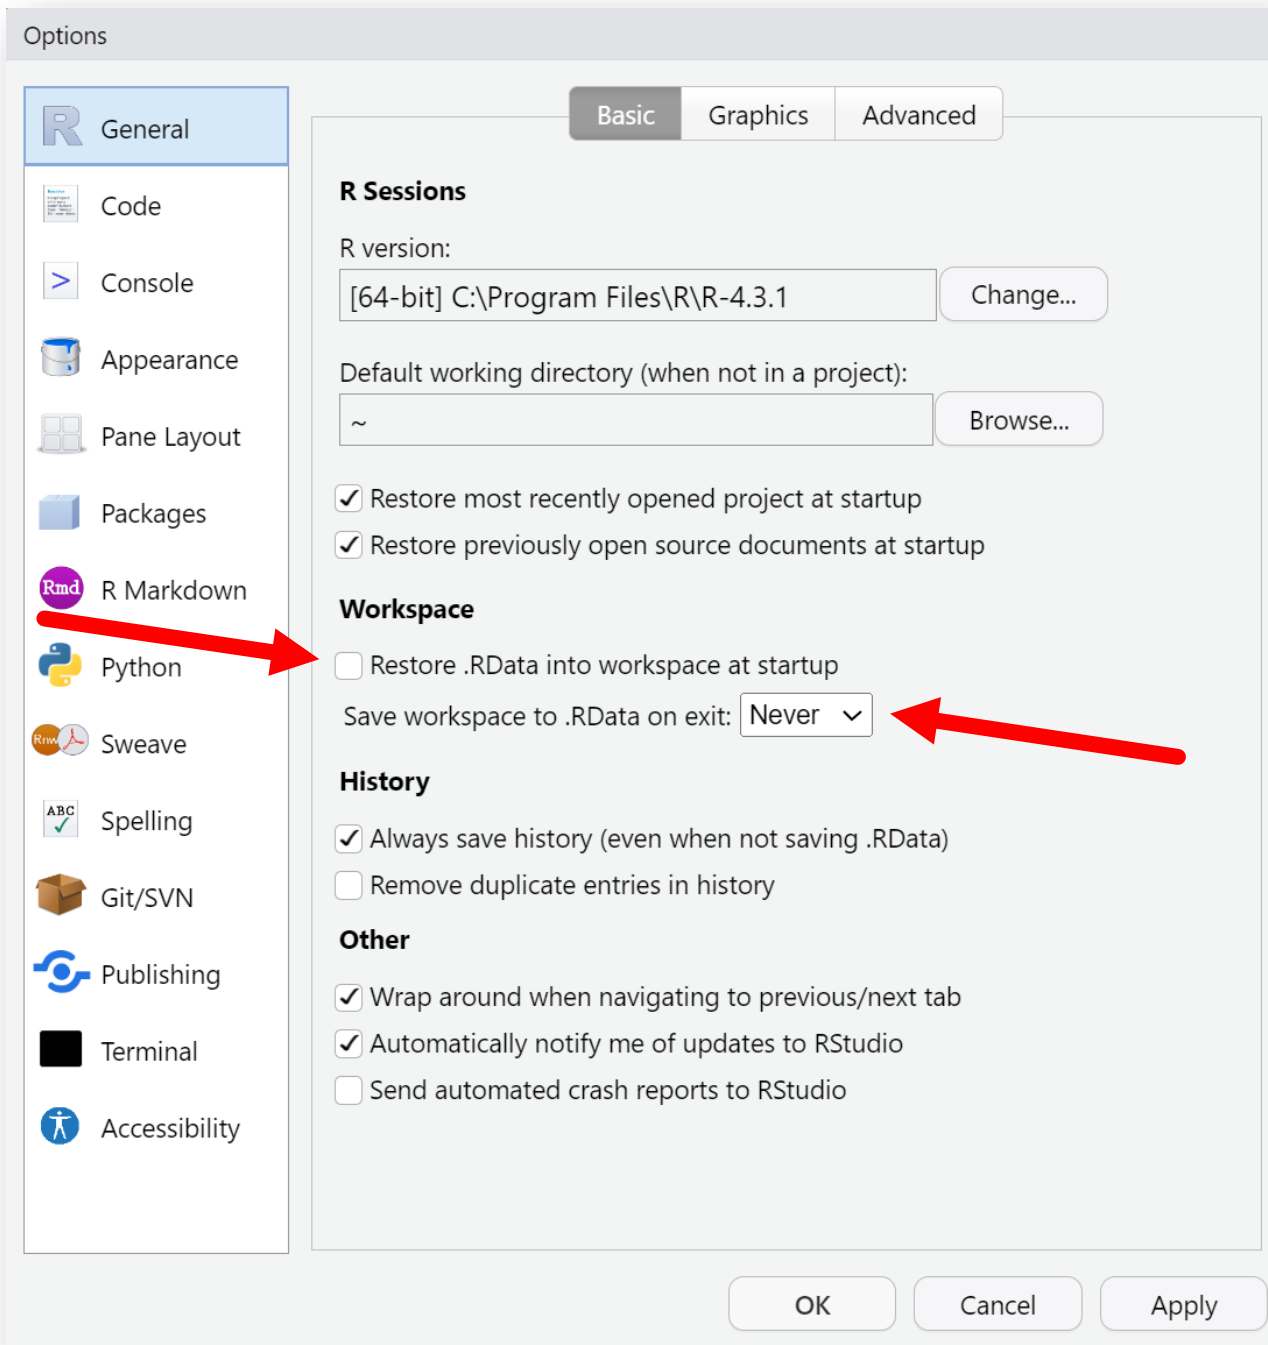 Options
General
Code
Console
Appearance
Pane Layout
Packages
Rmd R Markdown
Python
Rnw Sweave
ABC Spelling
Git/SVN
Publishing
Terminal
Accessibility
Basic Graphics Advanced
R Sessions
R version:
[64-bit] C:\Program Files\R\R-4.3.1 Change...
Default working directory (when not in a project):
~ Browse...
Restore most recently opened project at startup
Restore previously open source documents at startup
Workspace
Restore .RData into workspace at startup
Save workspace to .RData on exit: Never
History
Always save history (even when not saving .RData)
Remove duplicate entries in history
Other
Wrap around when navigating to previous/next tab
Automatically notify me of updates to RStudio
Send automated crash reports to RStudio
OK Cancel Apply